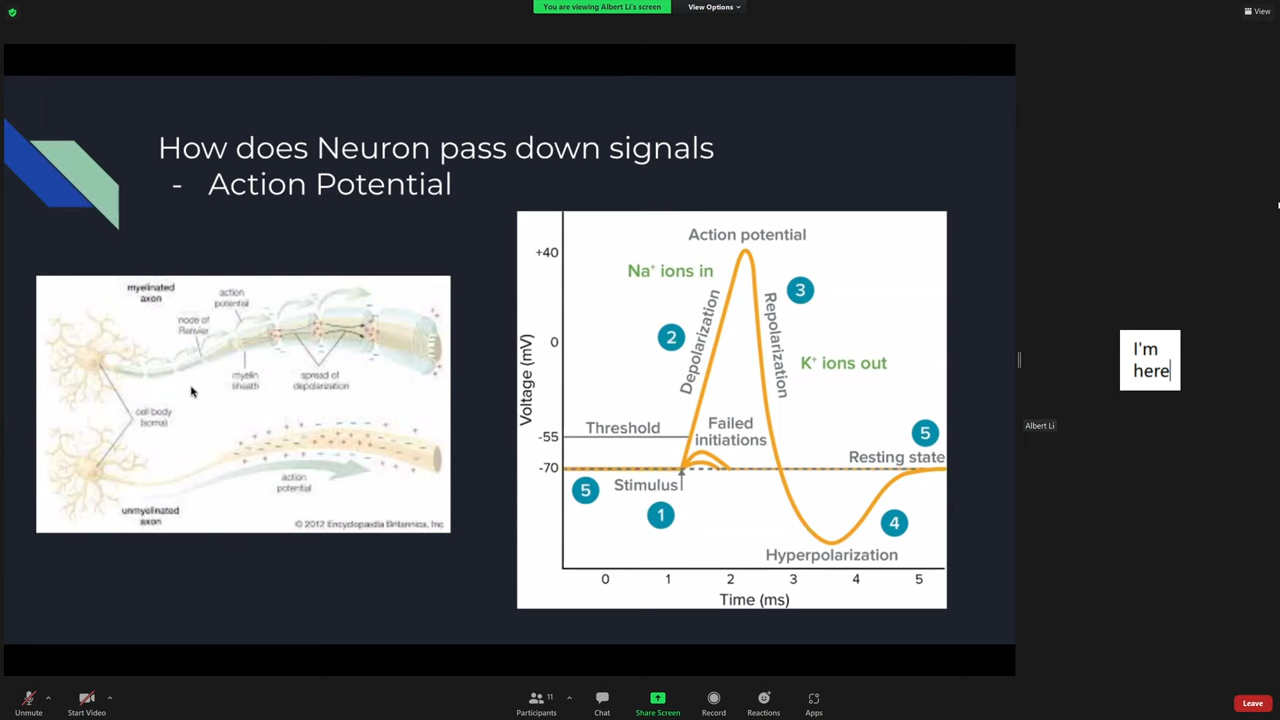 You are viewing Albert Li's screen
View Options
View
How does Neuron pass down signals
- Action Potential
myelinated
axon
action
potential
node of
Ranvier
myelin
sheath
spread of
depolarization
cell body
(soma)
action
potential
unmyelinated
axon
© 2012 Encyclopædia Britannica, Inc
Action potential
+40
Na+ ions in
3
2
Depolarization
Repolarization
0
K+ ions out
Voltage (mV)
Threshold
Failed
initiations
-55
5
Resting state
-70
Stimulus
5
1
4
Hyperpolarization
0 1 2 3 4 5
Time (ms)
I'm
here
Albert Li
Unmute
Start Video
Participants
11
Chat
Share Screen
Record
Reactions
Apps
Leave